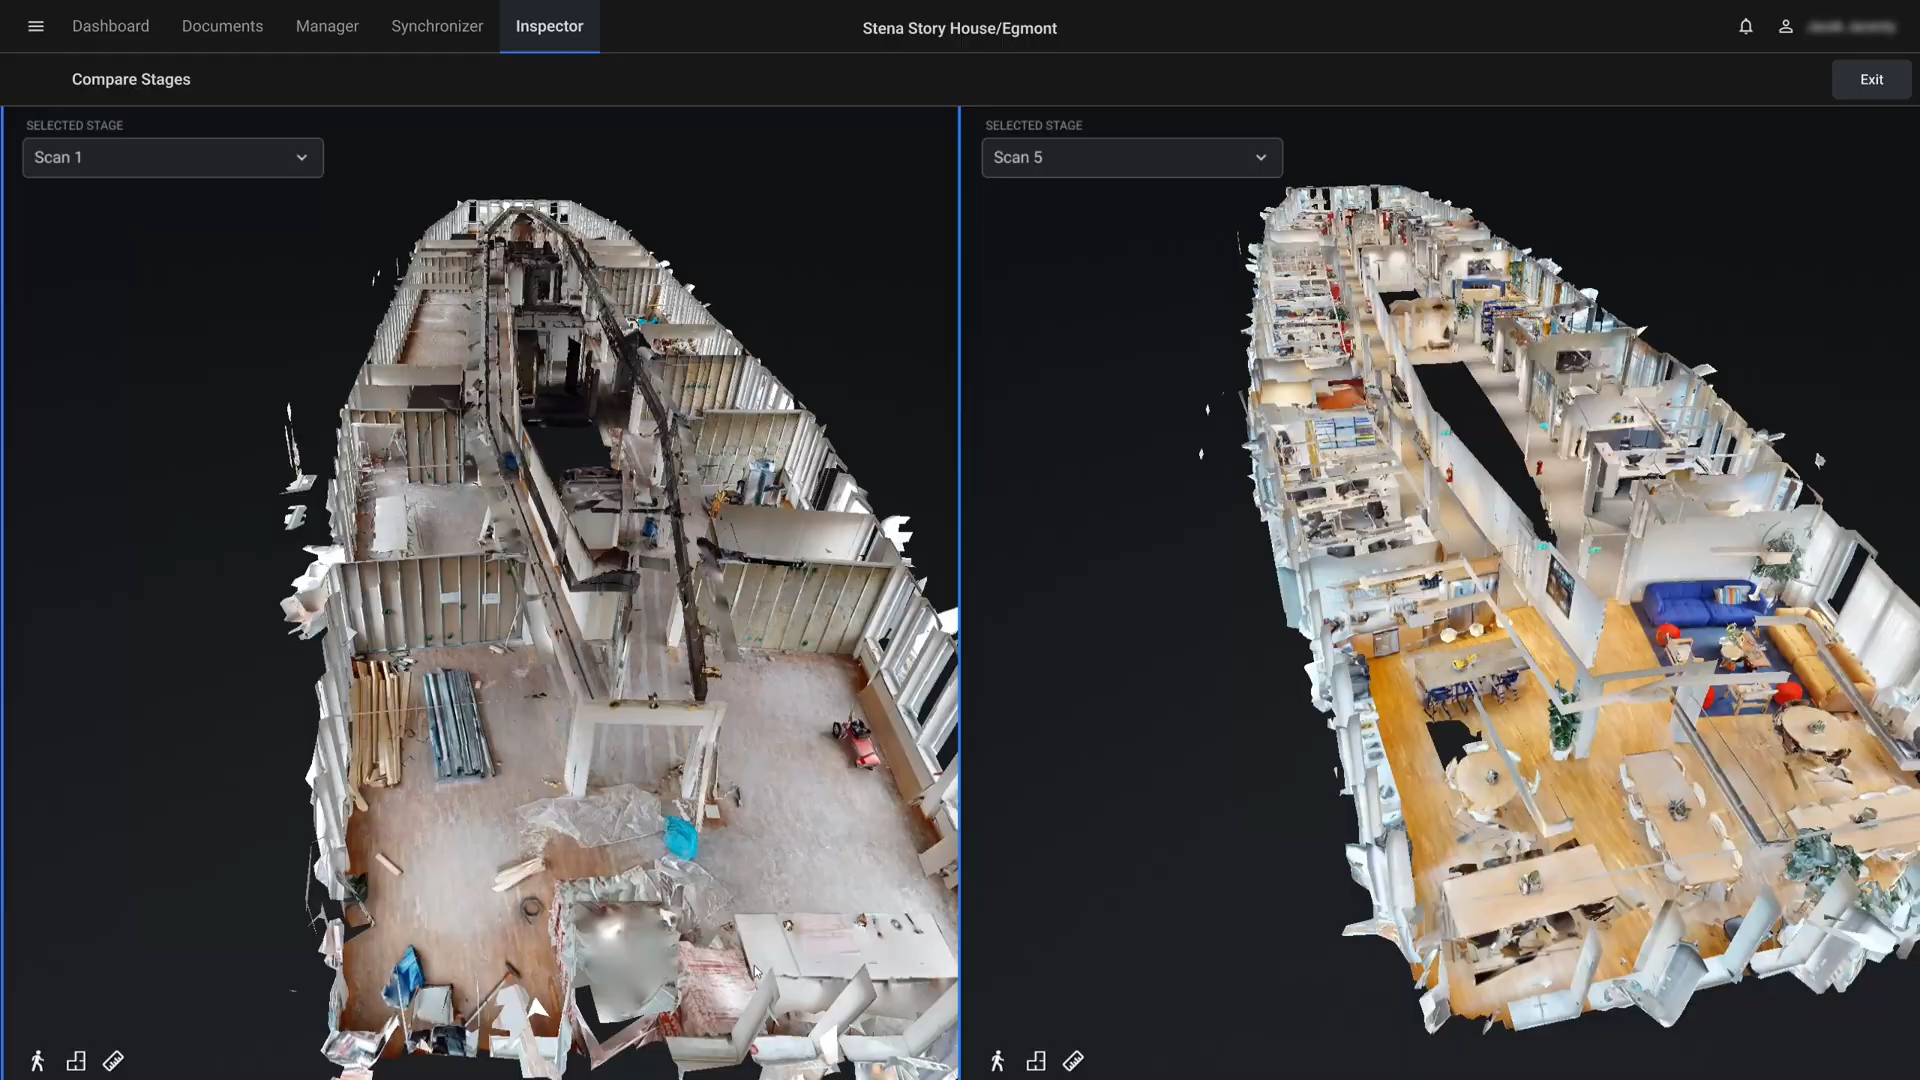 Dashboard
Documents
Manager
Synchronizer
Inspector
Stena Story House/Egmont
Compare Stages
Exit
SELECTED STAGE
Scan 1
SELECTED STAGE
Scan 5